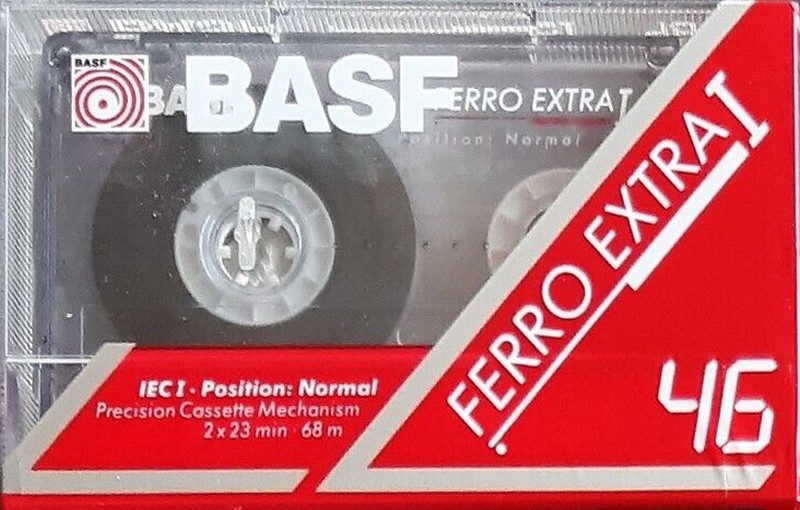 BASF
BASF
FERRO EXTRA I
Position: Normal
FERRO EXTRA I
46
IEC I - Position: Normal
Precision Cassette Mechanism
2 x 23 min · 68 m